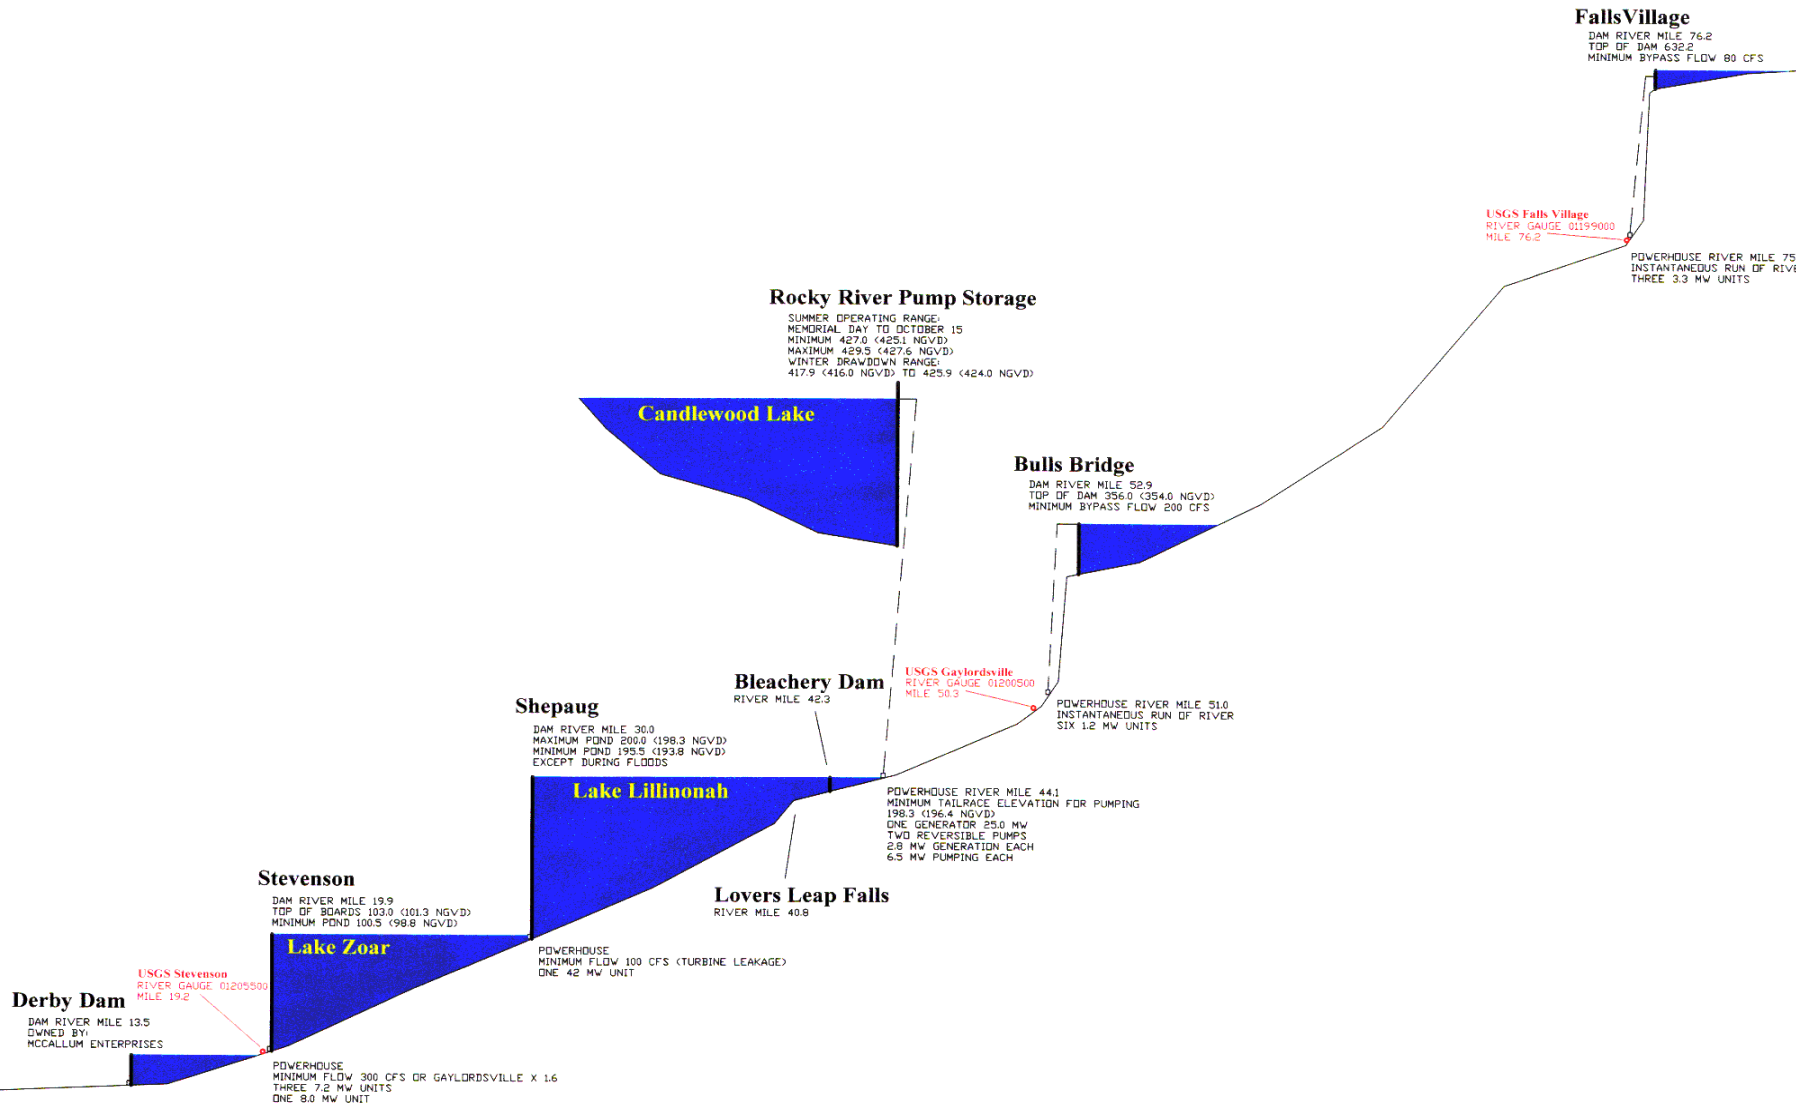 FallsVillage
DAM RIVER MILE 76.2
TOP OF DAM 632.2
MINIMUM BYPASS FLOW 80 CFS
USGS Falls Village
RIVER GAUGE 01199000
MILE 76.2
POWERHOUSE RIVER MILE 75
INSTANTANEOUS RUN OF RIVE
THREE 3.3 MW UNITS
Rocky River Pump Storage
SUMMER OPERATING RANGE:
MEMORIAL DAY TO OCTOBER 15
MINIMUM 427.0 (425.1 NGVD)
MAXIMUM 429.5 (427.6 NGVD)
WINTER DRAWDOWN RANGE:
417.9 (416.0 NGVD) TO 425.9 (424.0 NGVD)
Candlewood Lake
Bulls Bridge
DAM RIVER MILE 52.9
TOP OF DAM 356.0 (354.0 NGVD)
MINIMUM BYPASS FLOW 200 CFS
USGS Gaylordsville
RIVER GAUGE 01200500
MILE 50.3
POWERHOUSE RIVER MILE 51.0
INSTANTANEOUS RUN OF RIVER
SIX 1.2 MW UNITS
Bleachery Dam
RIVER MILE 42.3
Shepaug
DAM RIVER MILE 30.0
MAXIMUM POND 200.0 (198.3 NGVD)
MINIMUM POND 195.5 (193.8 NGVD)
EXCEPT DURING FLOODS
Lake Lillinonah
POWERHOUSE RIVER MILE 44.1
MINIMUM TAILRACE ELEVATION FOR PUMPING
198.3 (196.4 NGVD)
ONE GENERATOR 25.0 MW
TWO REVERSIBLE PUMPS
2.8 MW GENERATION EACH
6.5 MW PUMPING EACH
Lovers Leap Falls
RIVER MILE 40.8
Stevenson
DAM RIVER MILE 19.9
TOP OF BOARDS 103.0 (101.3 NGVD)
MINIMUM POND 100.5 (98.8 NGVD)
Lake Zoar
POWERHOUSE
MINIMUM FLOW 100 CFS (TURBINE LEAKAGE)
ONE 42 MW UNIT
USGS Stevenson
RIVER GAUGE 01205500
MILE 19.2
Derby Dam
DAM RIVER MILE 13.5
OWNED BY:
MCCALLUM ENTERPRISES
POWERHOUSE
MINIMUM FLOW 300 CFS OR GAYLORDSVILLE X 1.6
THREE 7.2 MW UNITS
ONE 8.0 MW UNIT